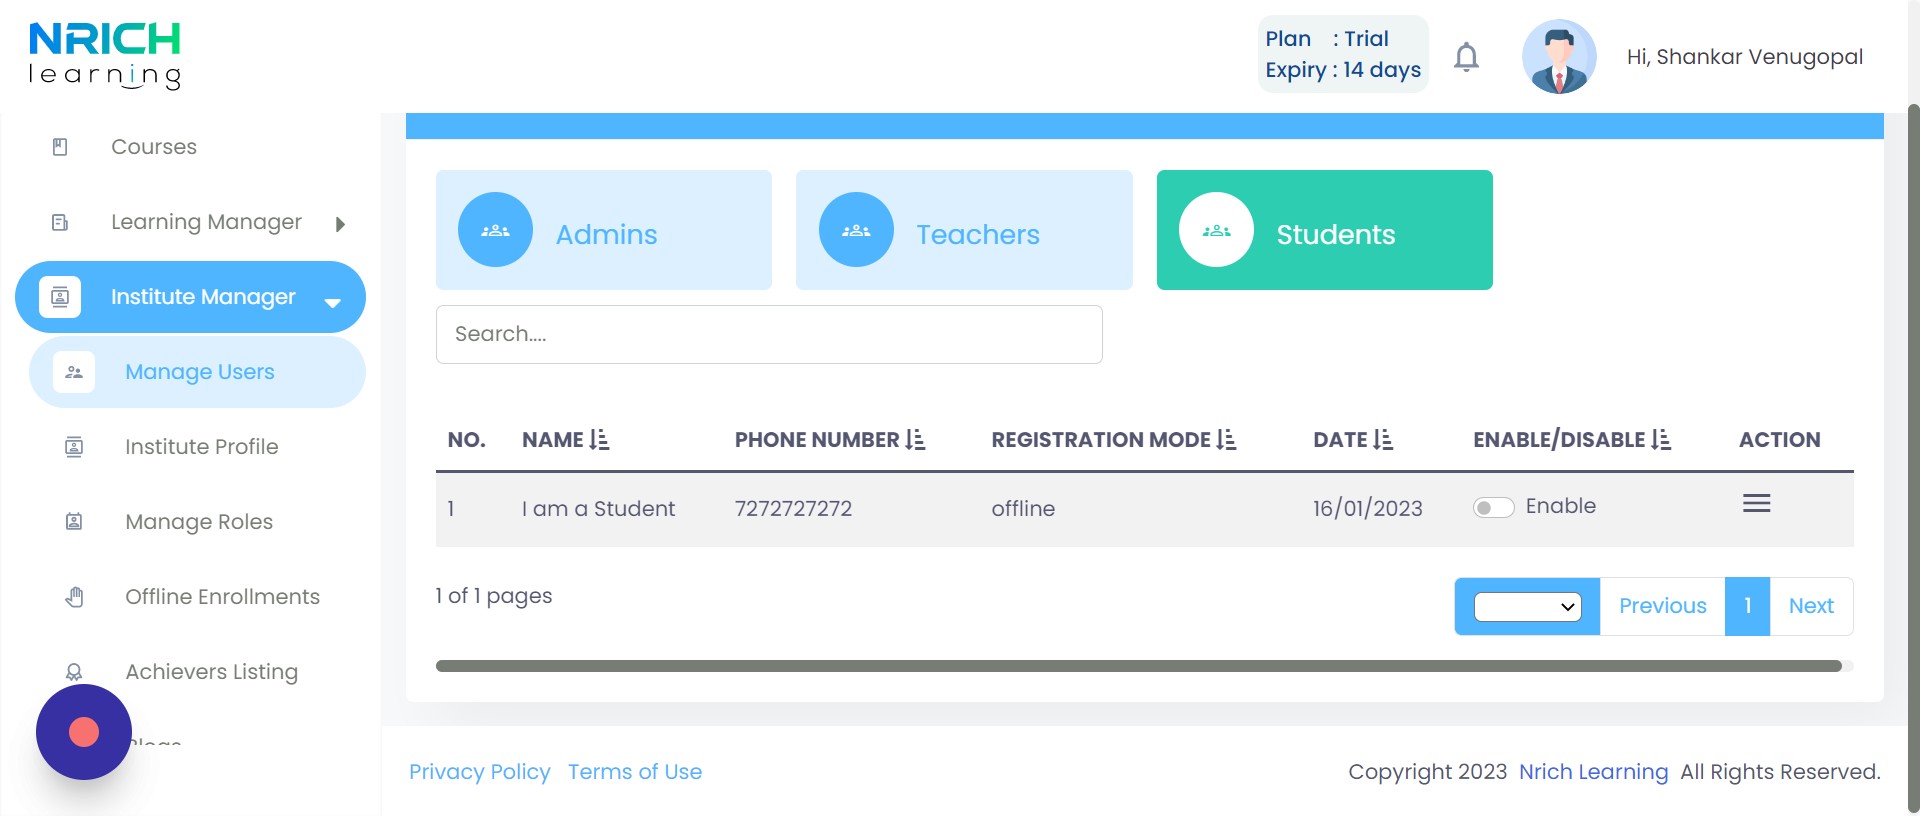 NRICH
learning
Plan : Trial
Expiry : 14 days
Hi, Shankar Venugopal
Courses
Learning Manager
Institute Manager
Manage Users
Institute Profile
Manage Roles
Offline Enrollments
Achievers Listing
Admins
Teachers
Students
Search....
NO. NAME PHONE NUMBER REGISTRATION MODE DATE ENABLE/DISABLE ACTION
1 I am a Student 7272727272 offline 16/01/2023 Enable
1 of 1 pages
Previous 1 Next
Privacy Policy Terms of Use
Copyright 2023 Nrich Learning All Rights Reserved.